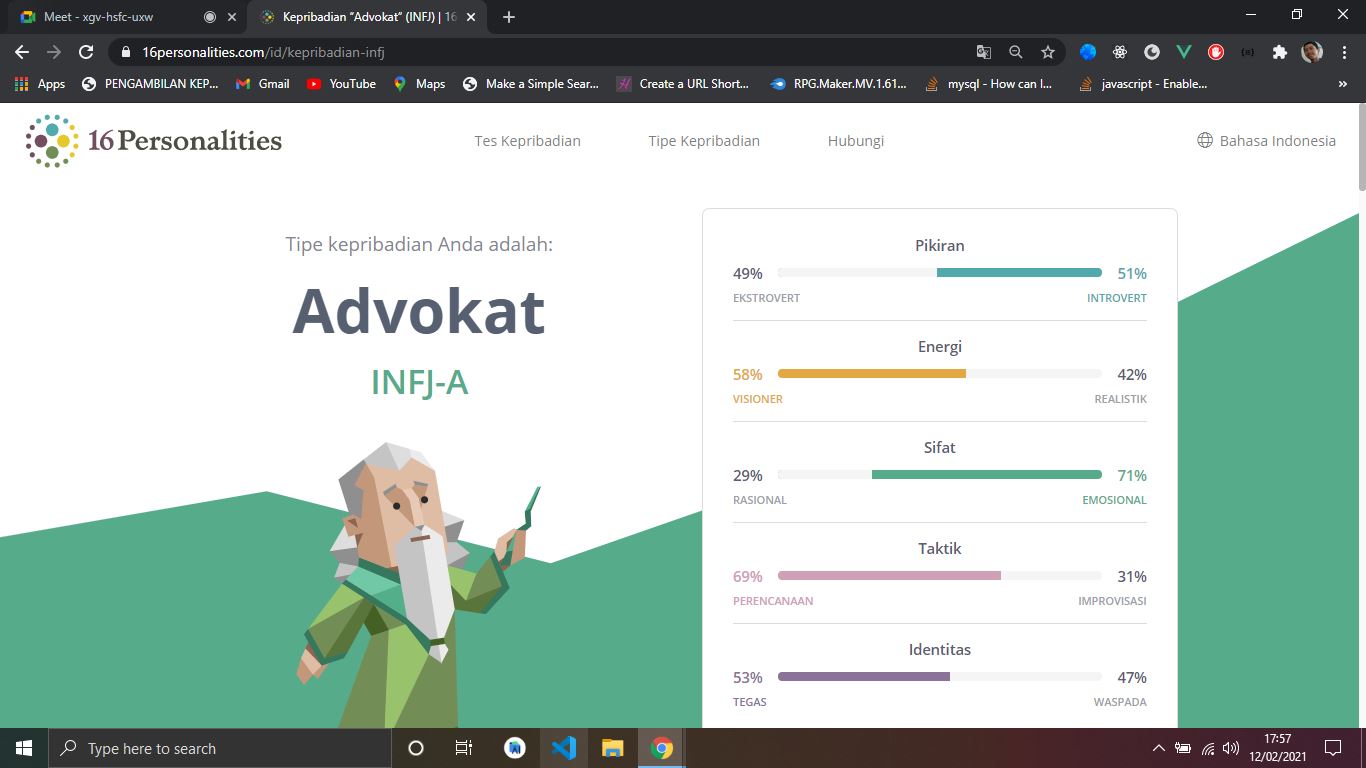 Meet - xgv-hsfc-uxw
Kepribadian “Advokat” (INFJ) | 16
16personalities.com/id/kepribadian-infj
Apps
PENGAMBILAN KEP...
Gmail
YouTube
Maps
Make a Simple Sear...
Create a URL Short...
RPG.Maker.MV.1.61...
mysql - How can I...
javascript - Enable...
»
16Personalities
Tes Kepribadian
Tipe Kepribadian
Hubungi
Bahasa Indonesia
Tipe kepribadian Anda adalah:
Advokat
INFJ-A
Pikiran
49% 51%
EKSTROVERT INTROVERT
Energi
58% 42%
VISIONER REALISTIK
Sifat
29% 71%
RASIONAL EMOSIONAL
Taktik
69% 31%
PERENCANAAN IMPROVISASI
Identitas
53% 47%
TEGAS WASPADA
Type here to search
17:57
12/02/2021